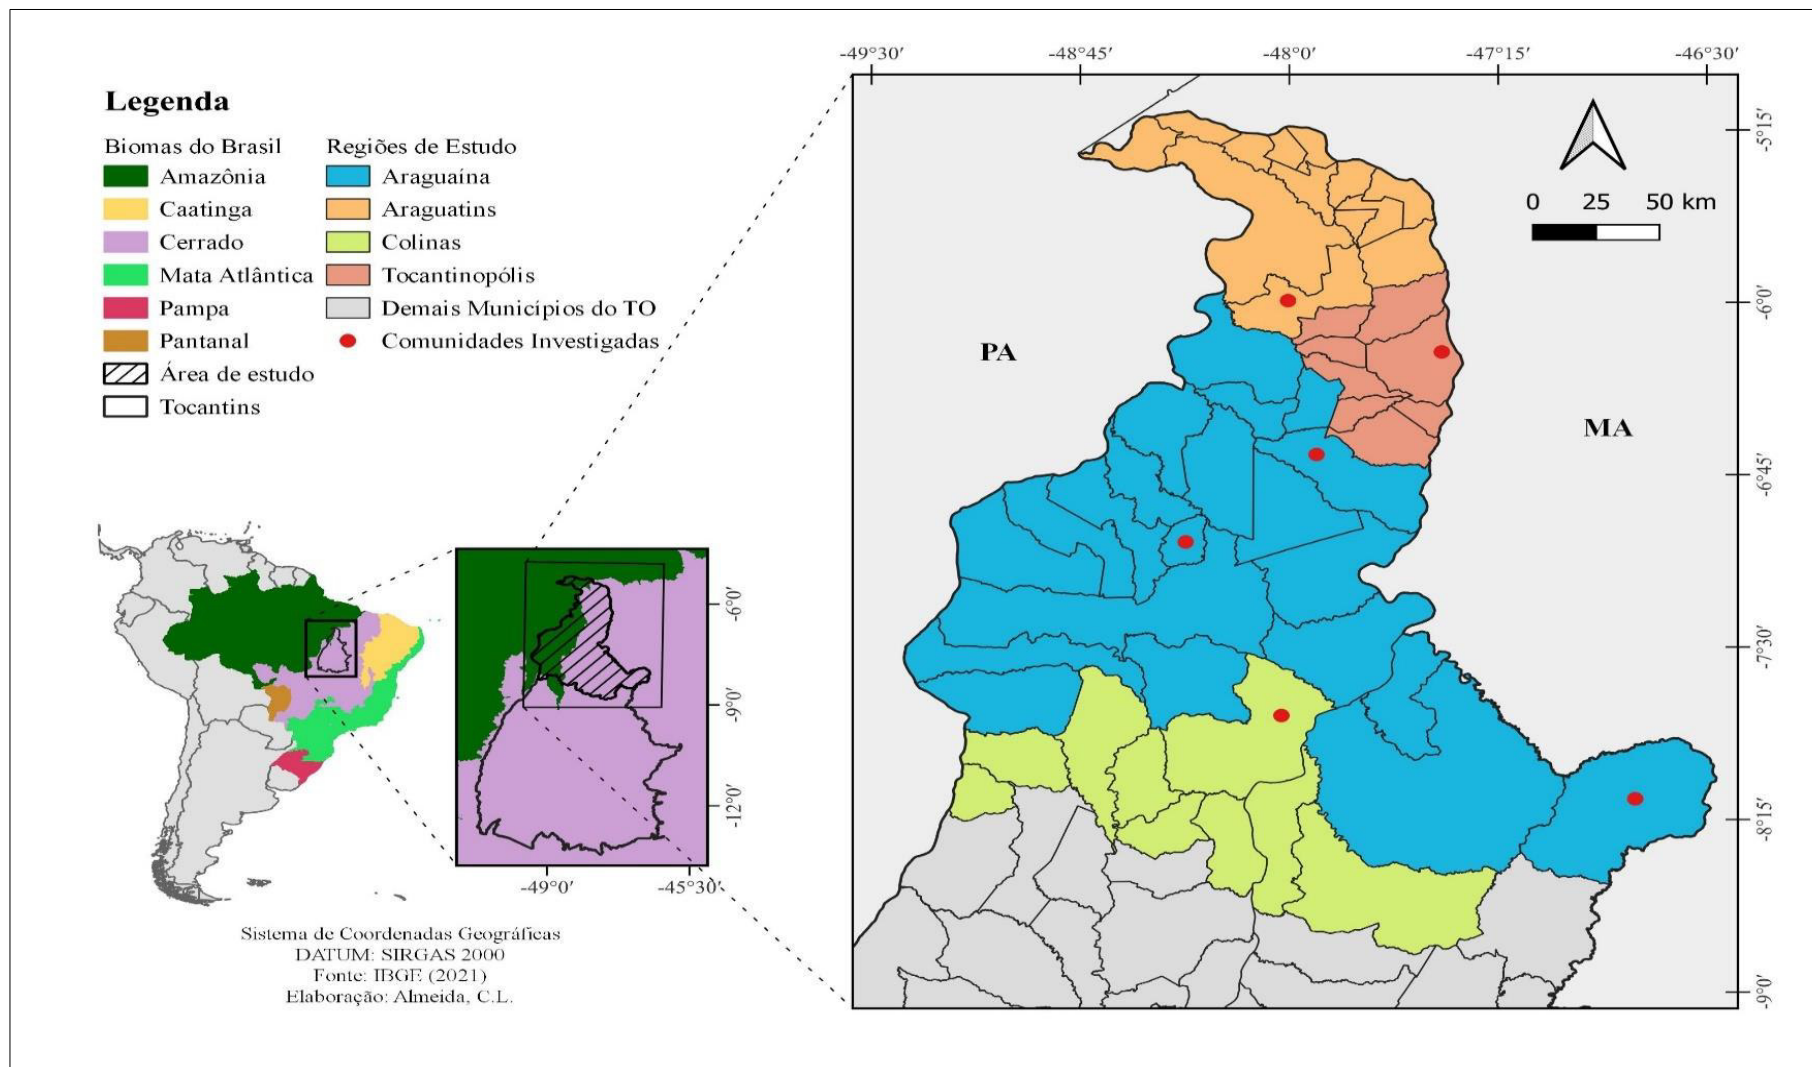 Legenda
Biomas do Brasil
Amazônia
Caatinga
Cerrado
Mata Atlântica
Pampa
Pantanal
Área de estudo
Tocantins
Regiões de Estudo
Araguaína
Araguatins
Colinas
Tocantinopólis
Demais Municípios do TO
Comunidades Investigadas
-6°0'
-9°0'
-12°0'
-49°0'
-45°30'
Sistema de Coordenadas Geográficas
DATUM: SIRGAS 2000
Fonte: IBGE (2021)
Elaboração: Almeida, C.L.
-49°30'
-48°45'
-48°0'
-47°15'
-46°30'
0 25 50 km
PA
MA
-5°15'
-6°0'
-6°45'
-7°30'
-8°15'
-9°0'